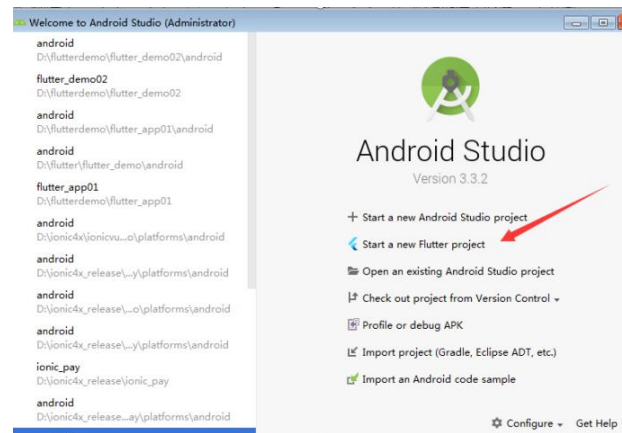 Welcome to Android Studio (Administrator)
android
D:\flutterdemo\flutter_demo02\android
flutter_demo02
D:\flutterdemo\flutter_demo02
android
D:\flutterdemo\flutter_app01\android
android
D:\flutter\flutter_demo\android
flutter_app01
D:\flutterdemo\flutter_app01
android
D:\ionic4x\ionicvu...o\platforms\android
android
D:\ionic4x_release\...y\platforms\android
android
D:\ionic4x_release\...o\platforms\android
android
D:\ionic4x_release\...y\platforms\android
ionic_pay
D:\ionic4x_release\ionic_pay
android
D:\ionic4x_release...ay\platforms\android
Android Studio
Version 3.3.2
Start a new Android Studio project
Start a new Flutter project
Open an existing Android Studio project
Check out project from Version Control
Profile or debug APK
Import project (Gradle, Eclipse ADT, etc.)
Import an Android code sample
Configure
Get Help